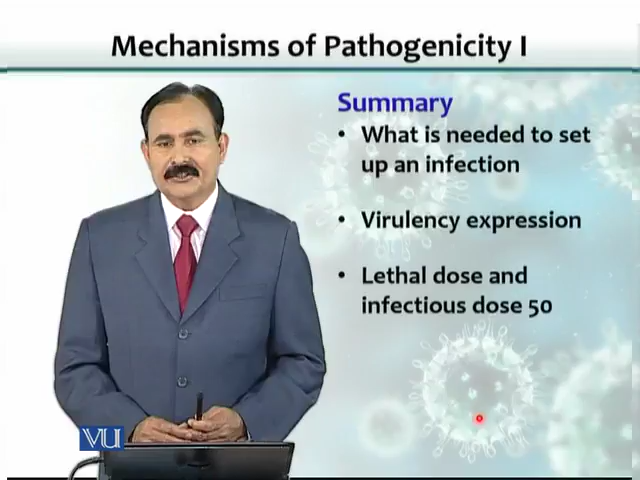 Mechanisms of Pathogenicity I
Summary
• What is needed to set
up an infection
• Virulency expression
• Lethal dose and
infectious dose 50
VU